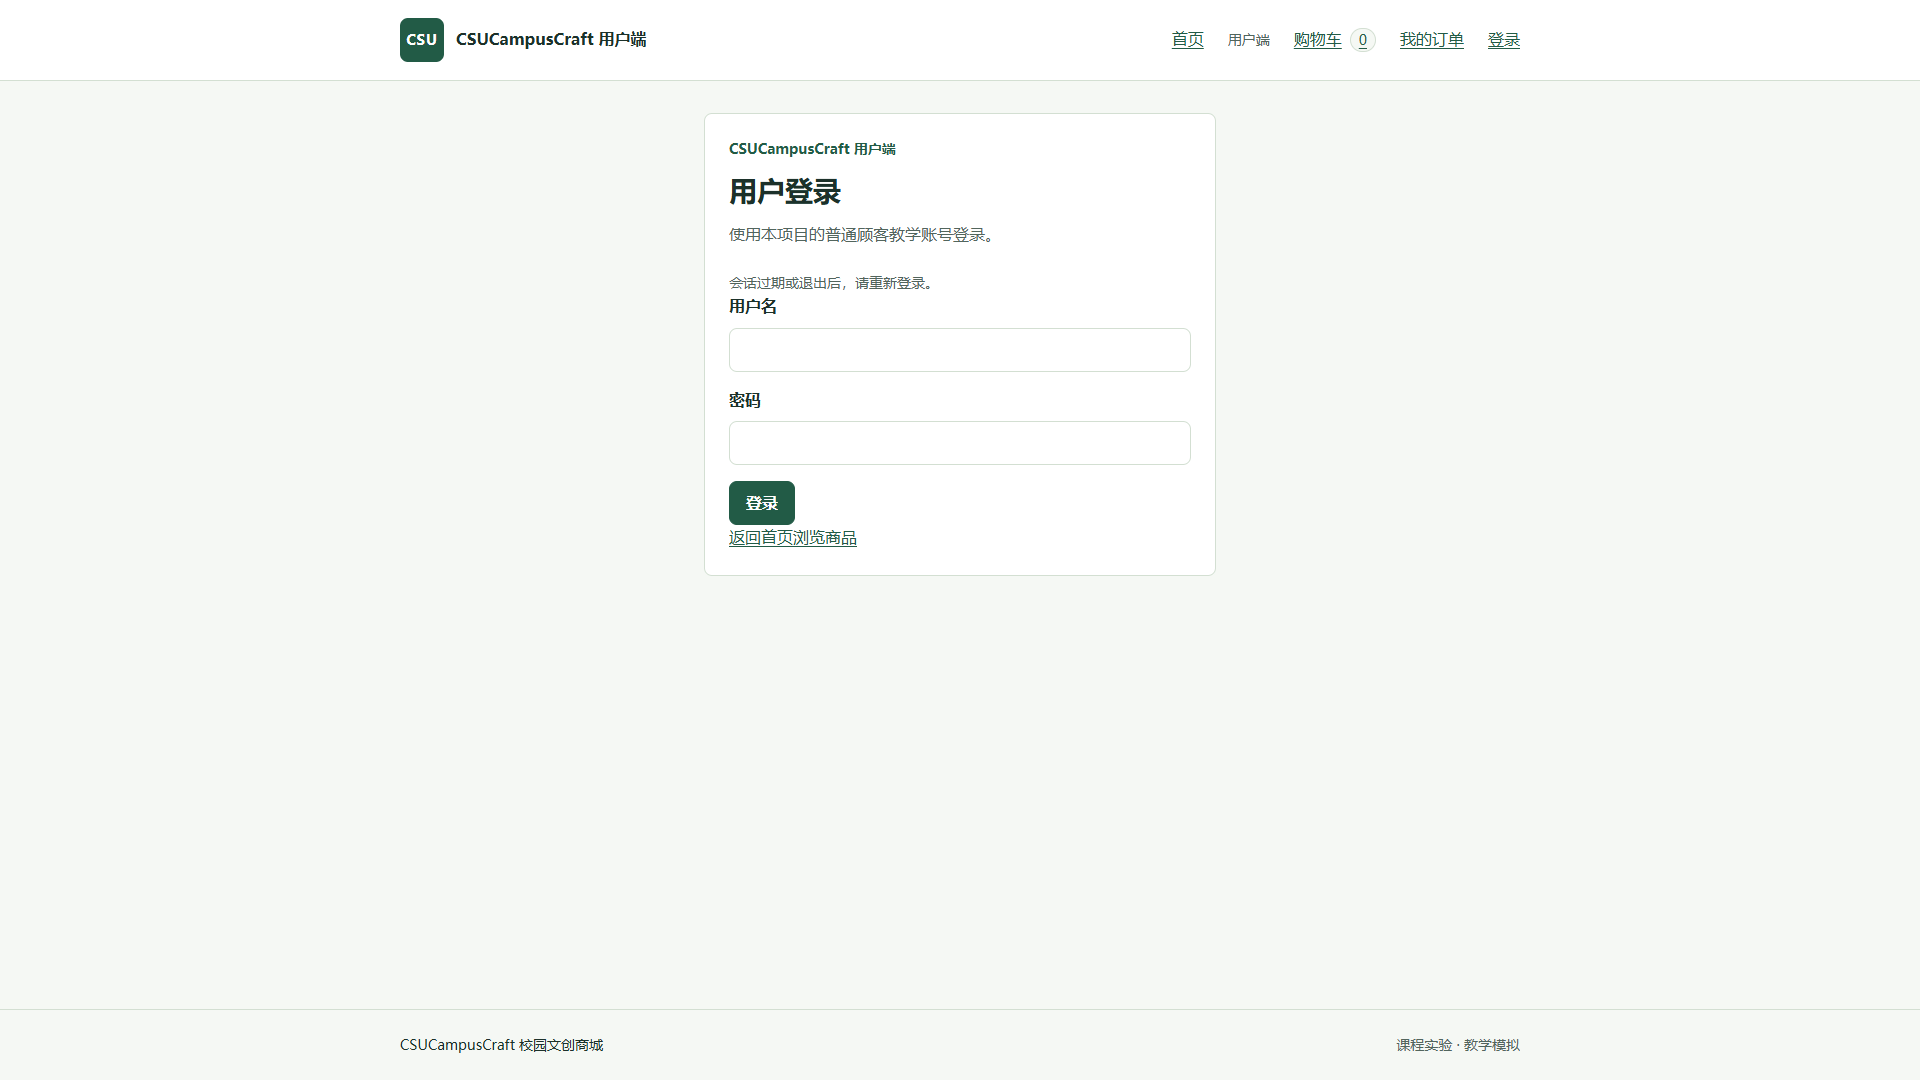 CSU CSUCampusCraft 用户端 首页 用户端 购物车 0 我的订单 登录
CSUCampusCraft 用户端
用户登录
使用本项目的普通顾客教学账号登录。
会话过期或退出后，请重新登录。
用户名
密码
登录
返回首页浏览商品
CSUCampusCraft 校园文创商城 课程实验 · 教学模拟